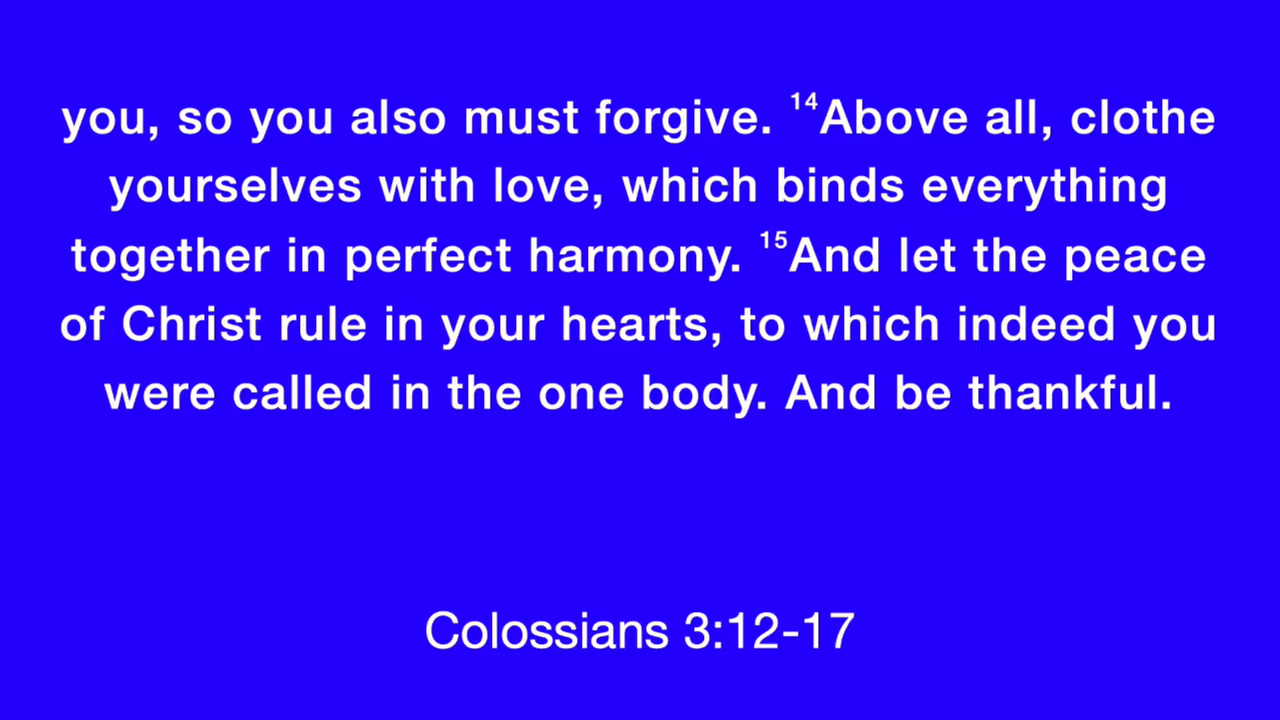 you, so you also must forgive. 14Above all, clothe
yourselves with love, which binds everything
together in perfect harmony. 15And let the peace
of Christ rule in your hearts, to which indeed you
were called in the one body. And be thankful.
Colossians 3:12-17